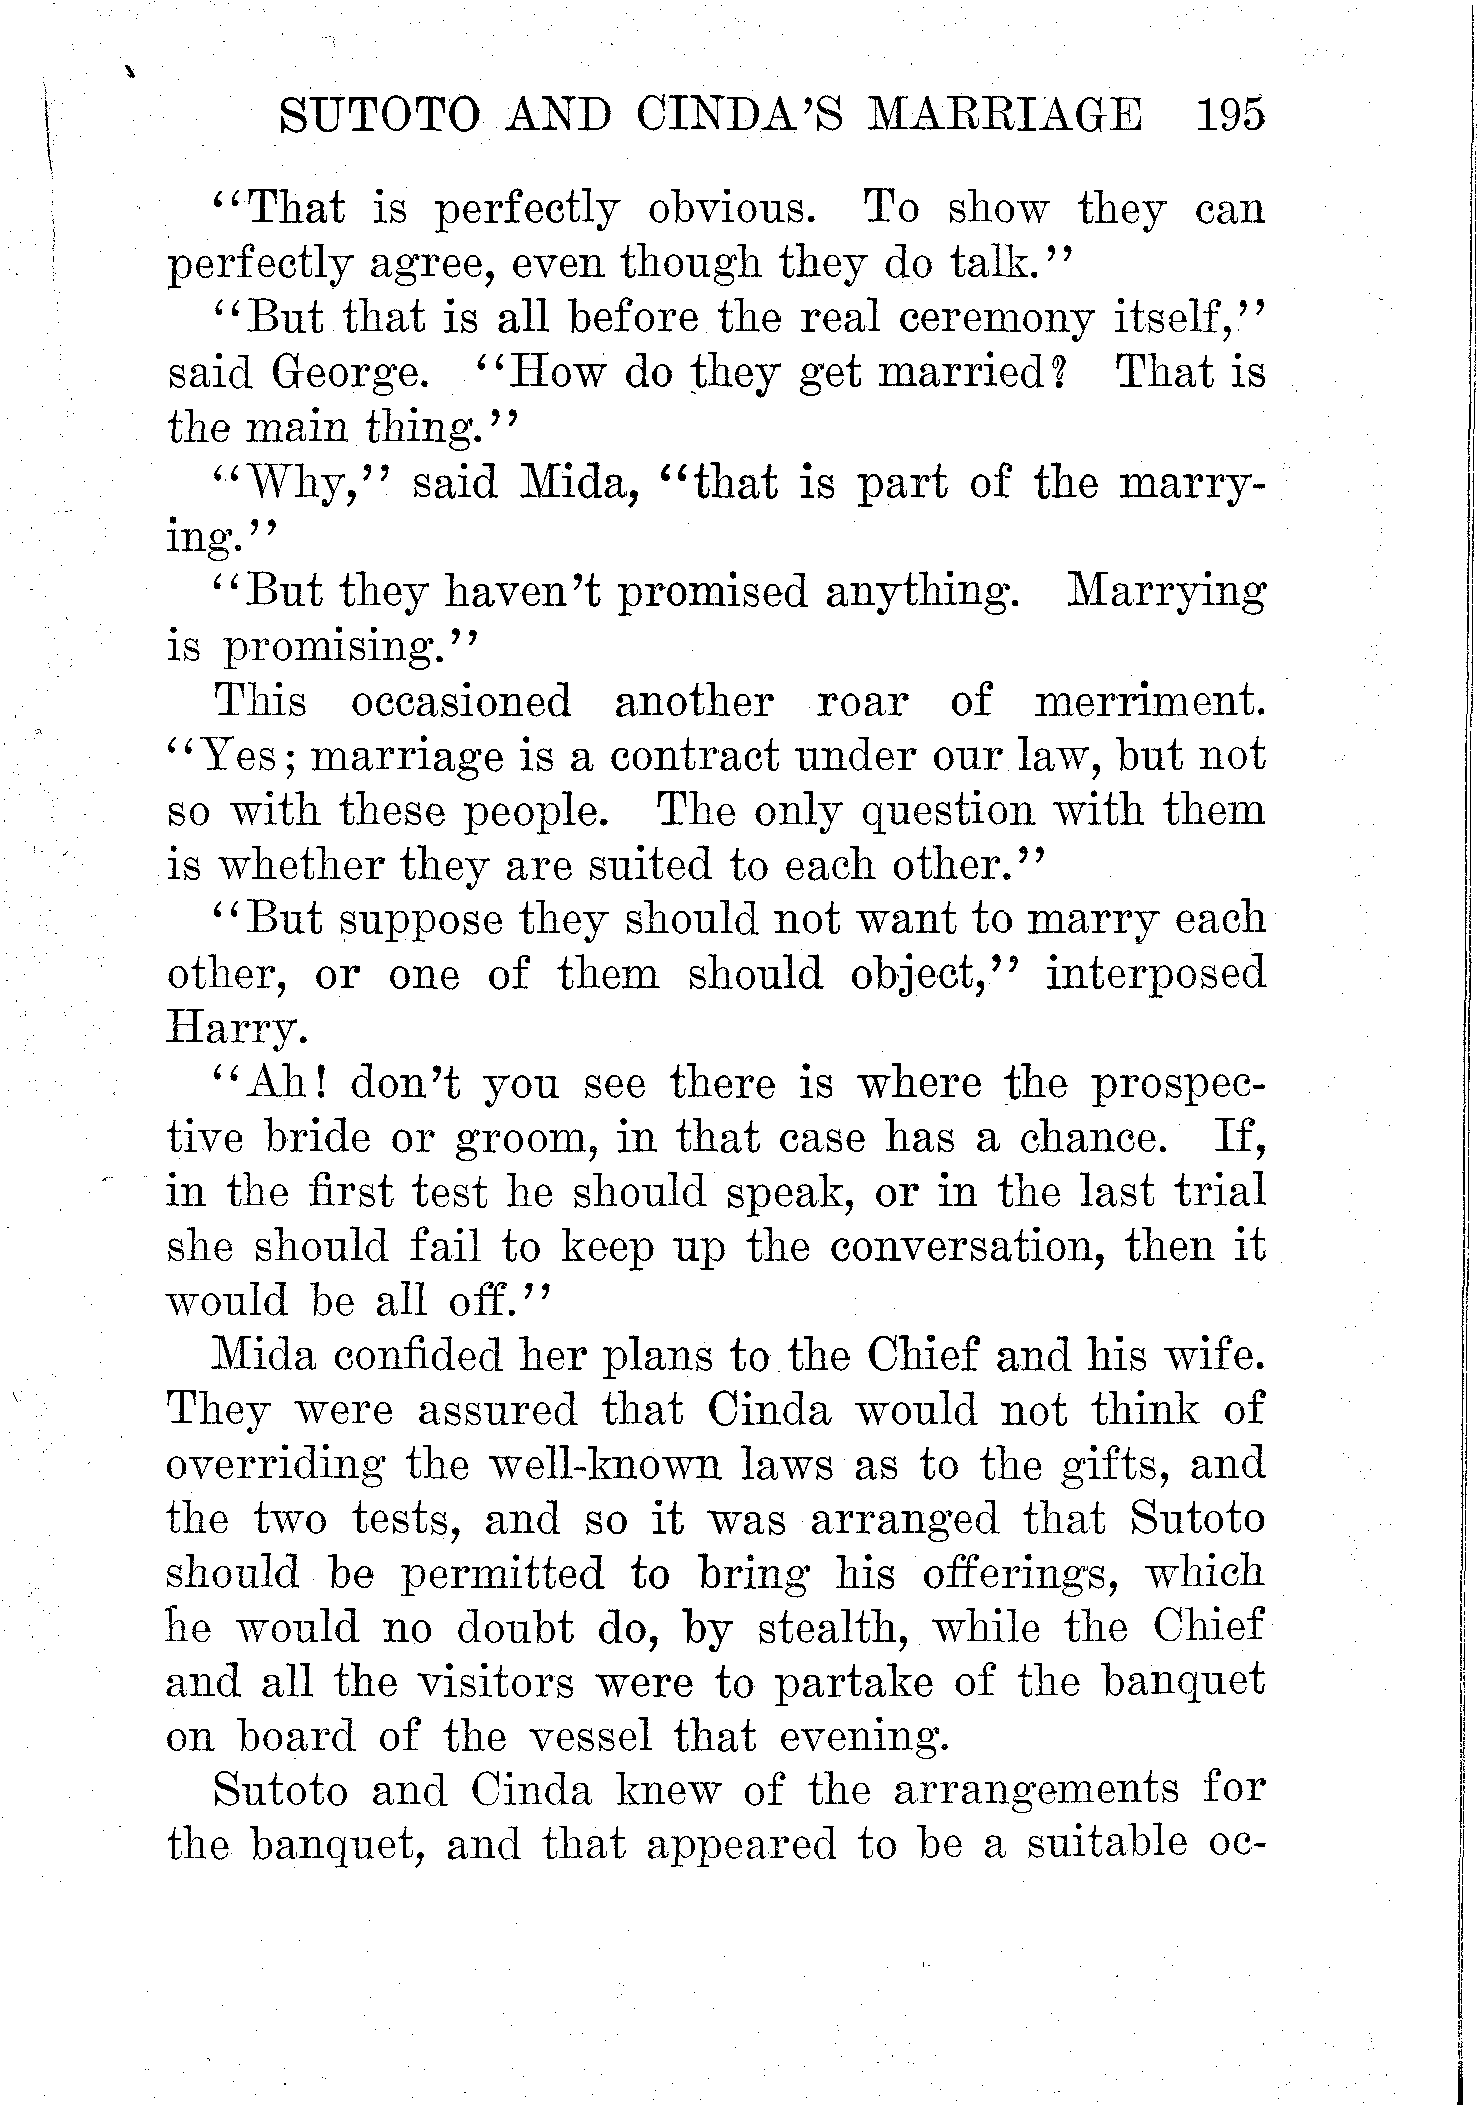 SUTOTO AND CINDA'S MARRIAGE 195
"That is perfectly obvious. To show they can
perfectly agree, even though they do talk."
"But that is all before the real ceremony itself,"
said George. "How do they get married? That is
the main thing."
"Why," said Mida, "that is part of the marry-
ing."
"But they haven't promised anything. Marrying
is promising."
This occasioned another roar of merriment.
"Yes; marriage is a contract under our law, but not
so with these people. The only question with them
is whether they are suited to each other."
"But suppose they should not want to marry each
other, or one of them should object," interposed
Harry.
"Ah! don't you see there is where the prospec-
tive bride or groom, in that case has a chance. If,
in the first test he should speak, or in the last trial
she should fail to keep up the conversation, then it
would be all off."
Mida confided her plans to the Chief and his wife.
They were assured that Cinda would not think of
overriding the well-known laws as to the gifts, and
the two tests, and so it was arranged that Sutoto
should be permitted to bring his offerings, which
he would no doubt do, by stealth, while the Chief
and all the visitors were to partake of the banquet
on board of the vessel that evening.
Sutoto and Cinda knew of the arrangements for
the banquet, and that appeared to be a suitable oc-